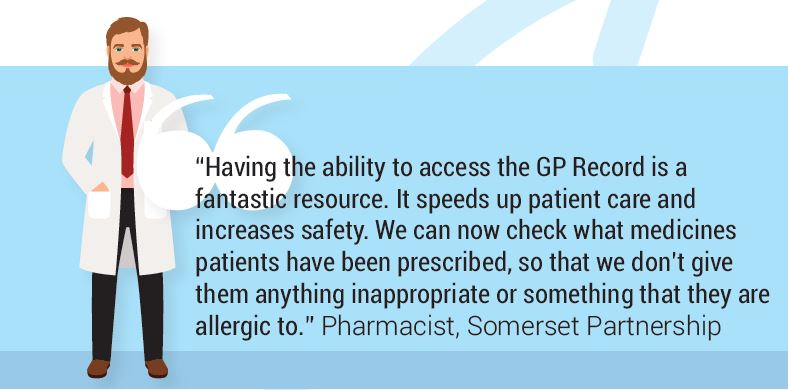 “Having the ability to access the GP Record is a
fantastic resource. It speeds up patient care and
increases safety. We can now check what medicines
patients have been prescribed, so that we don't give
them anything inappropriate or something that they are
allergic to.” Pharmacist, Somerset Partnership